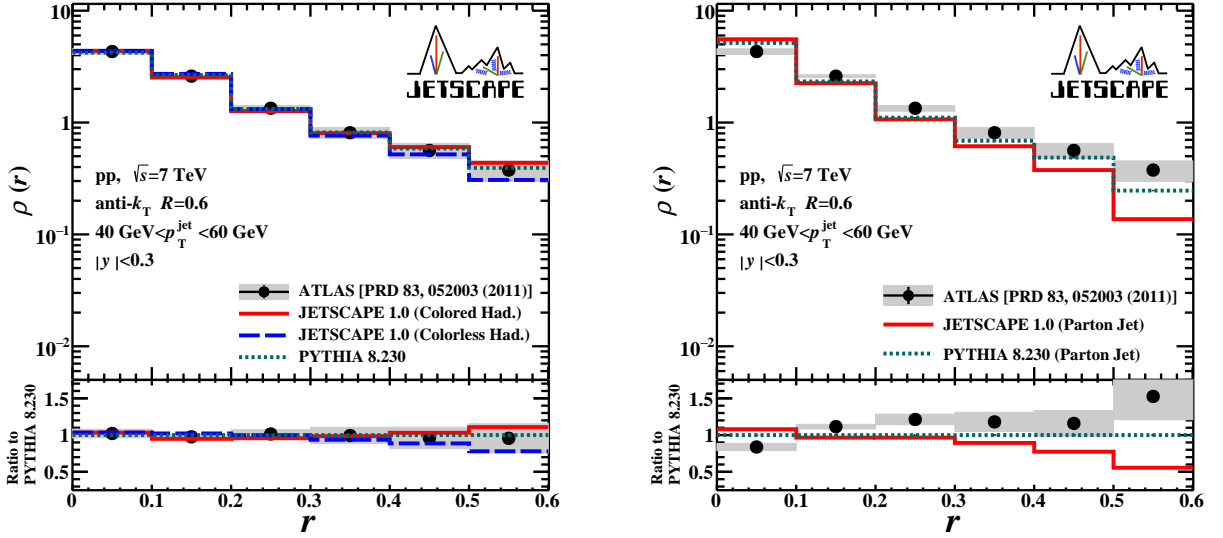 10
1
10⁻¹
10⁻²
ρ (r)
JETSCAPE
pp, √s=7 TeV
anti-k_T R=0.6
40 GeV<p_T^jet <60 GeV
|y|<0.3
ATLAS [PRD 83, 052003 (2011)]
JETSCAPE 1.0 (Colored Had.)
JETSCAPE 1.0 (Colorless Had.)
PYTHIA 8.230
Ratio to
PYTHIA 8.230
1.5
1
0.5
0 0.1 0.2 0.3 0.4 0.5 0.6
r
10
1
10⁻¹
10⁻²
ρ (r)
JETSCAPE
pp, √s=7 TeV
anti-k_T R=0.6
40 GeV<p_T^jet <60 GeV
|y|<0.3
ATLAS [PRD 83, 052003 (2011)]
JETSCAPE 1.0 (Parton Jet)
PYTHIA 8.230 (Parton Jet)
Ratio to
PYTHIA 8.230
1.5
1
0.5
0 0.1 0.2 0.3 0.4 0.5 0.6
r